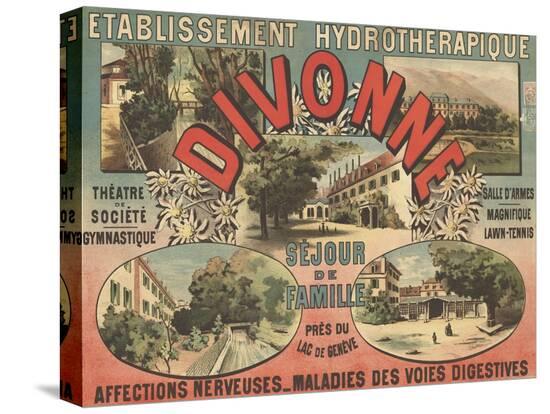 ETABLISSEMENT HYDROTHERAPIQUE
DIVONNE
THÉATRE
DE
SOCIÉTÉ
GYMNASTIQUE
SALLE D'ARMES
MAGNIFIQUE
LAWN-TENNIS
SÉJOUR
DE
FAMILLE
PRÈS DU
LAC DE GENÈVE
AFFECTIONS NERVEUSES_MALADIES DES VOIES DIGESTIVES